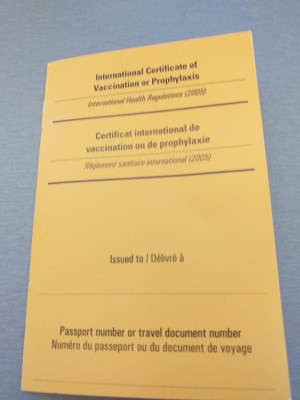 International Certificate of
Vaccination or Prophylaxis
International Health Regulations (2005)
Certificat international de
vaccination ou de prophylaxie
Règlement sanitaire international (2005)
Issued to / Délivré à
Passport number or travel document number
Numéro du passeport ou du document de voyage